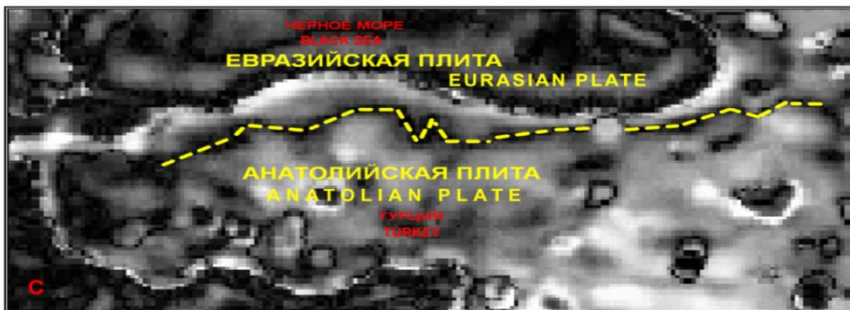 ЧЕРНОЕ МОРЕ
BLACK SEA
ЕВРАЗИЙСКАЯ ПЛИТА
EURASIAN PLATE
АНАТОЛИЙСКАЯ ПЛИТА
ANATOLIAN PLATE
ТУРЦИЯ
TURKEY
C